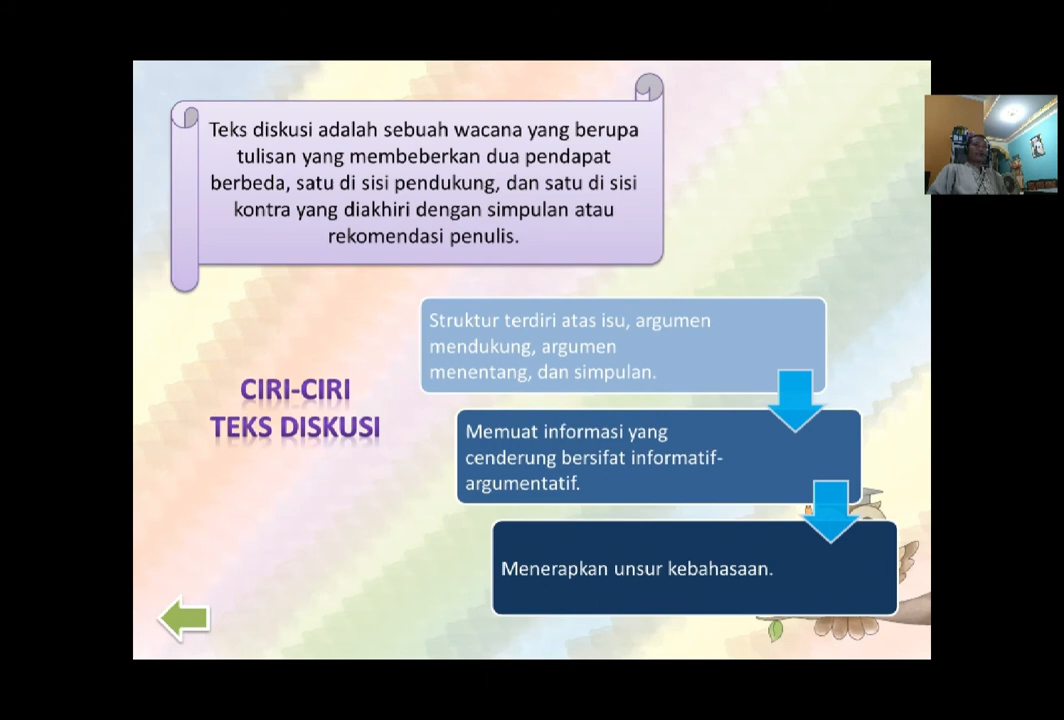 Teks diskusi adalah sebuah wacana yang berupa
tulisan yang membeberkan dua pendapat
berbeda, satu di sisi pendukung, dan satu di sisi
kontra yang diakhiri dengan simpulan atau
rekomendasi penulis.
CIRI-CIRI
TEKS DISKUSI
Struktur terdiri atas isu, argumen
mendukung, argumen
menentang, dan simpulan.
Memuat informasi yang
cenderung bersifat informatif-
argumentatif.
Menerapkan unsur kebahasaan.